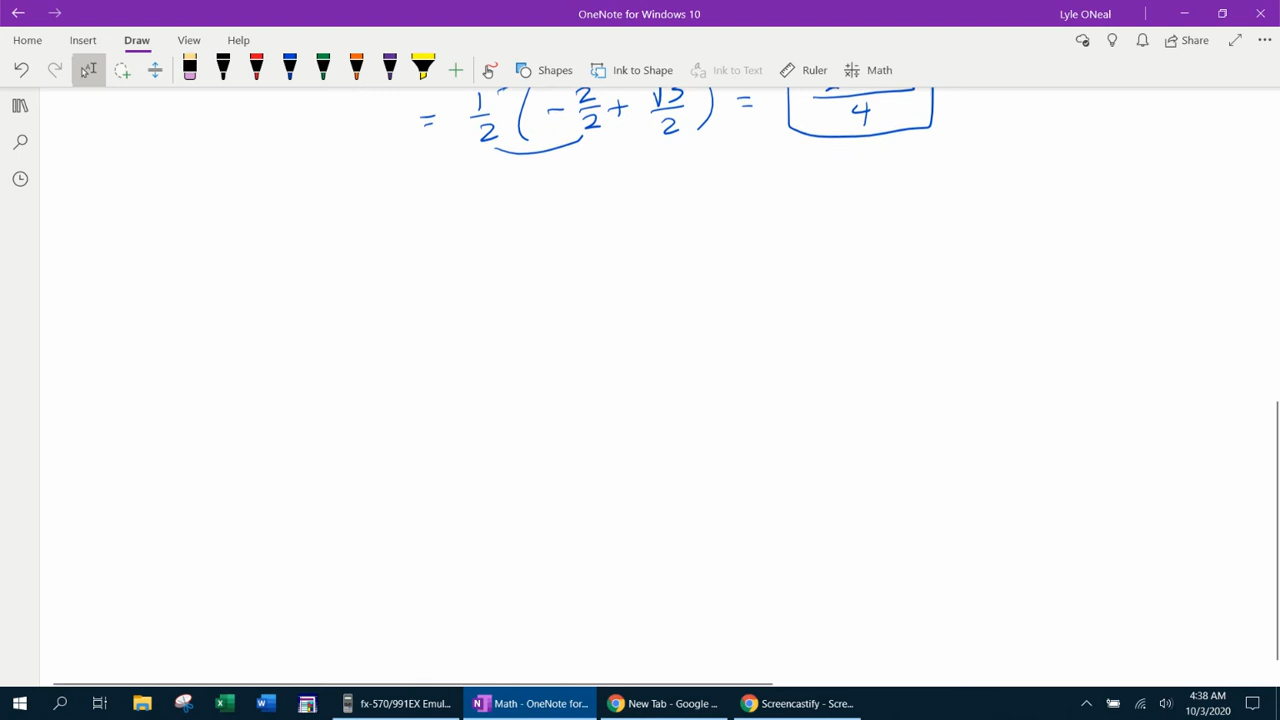 OneNote for Windows 10
Lyle ONeal
Home Insert Draw View Help
Share
Shapes Ink to Shape Ink to Text Ruler Math
= 1/2 ( - 2/2 + √3/2 ) = 4
fx-570/991EX Emul...
Math - OneNote for...
New Tab - Google ...
Screencastify - Scre...
4:38 AM
10/3/2020